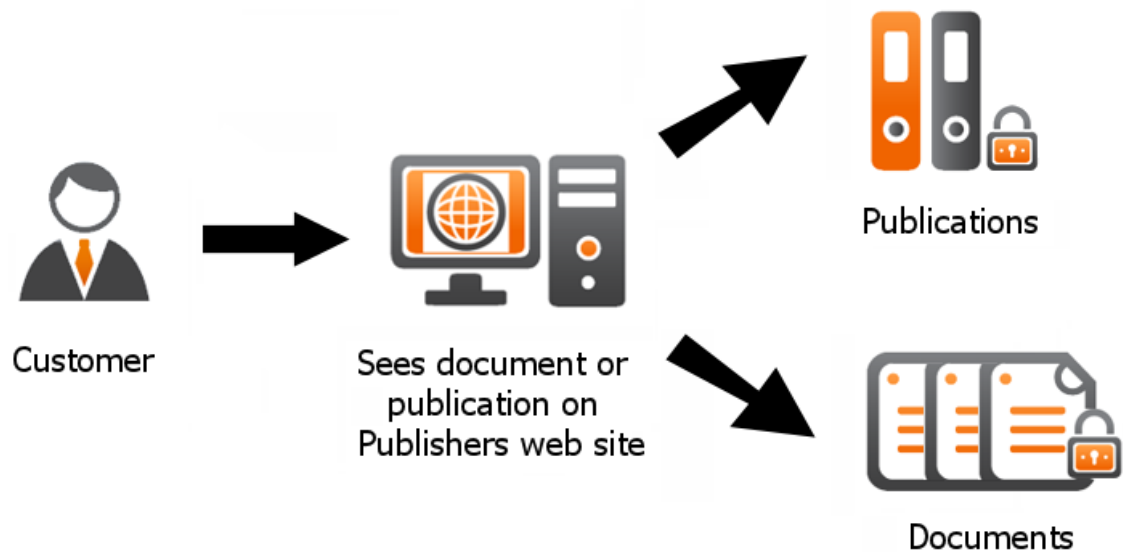 Customer
Sees document or
publication on
Publishers web site
Publications
Documents